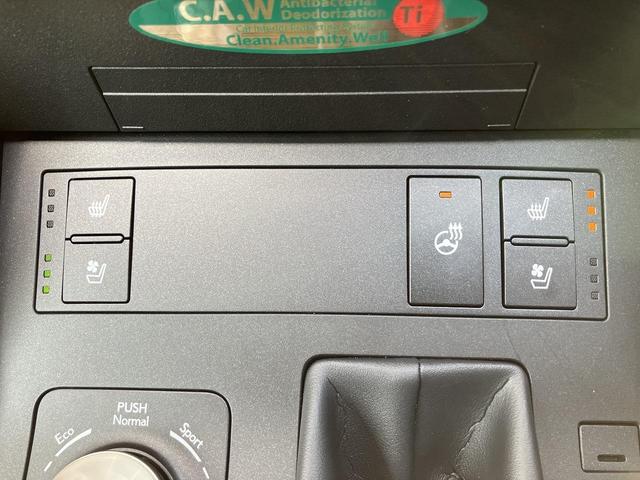 C.A.W
Antibacterial
Deodorization
Ti
Clean.Amenity.Well
PUSH
Normal
Eco
Sport